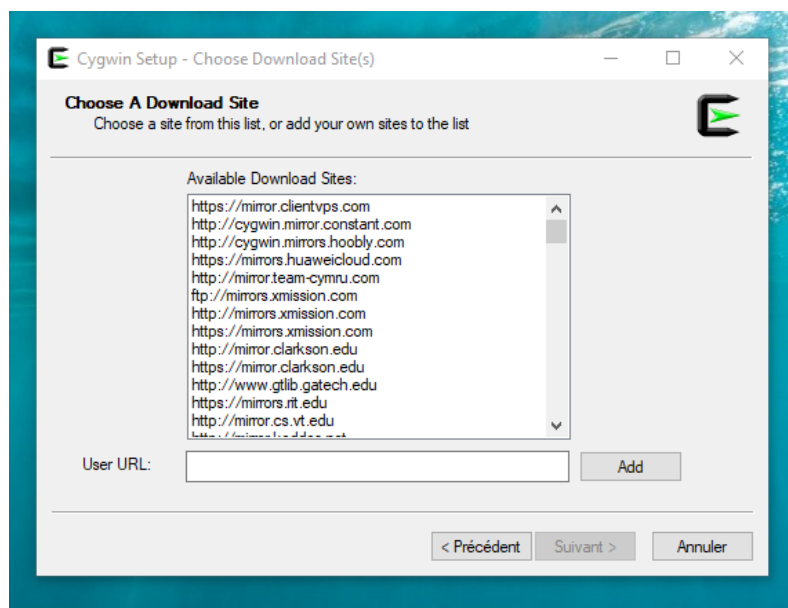 Cygwin Setup - Choose Download Site(s)
Choose A Download Site
Choose a site from this list, or add your own sites to the list
Available Download Sites:
https://mirror.clientvps.com
http://cygwin.mirror.constant.com
http://cygwin.mirrors.hoobly.com
https://mirrors.huaweicloud.com
http://mirror.team-cymru.com
ftp://mirrors.xmission.com
http://mirrors.xmission.com
https://mirrors.xmission.com
http://mirror.clarkson.edu
https://mirror.clarkson.edu
http://www.gtlib.gatech.edu
https://mirrors.rit.edu
http://mirror.cs.vt.edu
User URL:
Add
< Précédent
Suivant >
Annuler